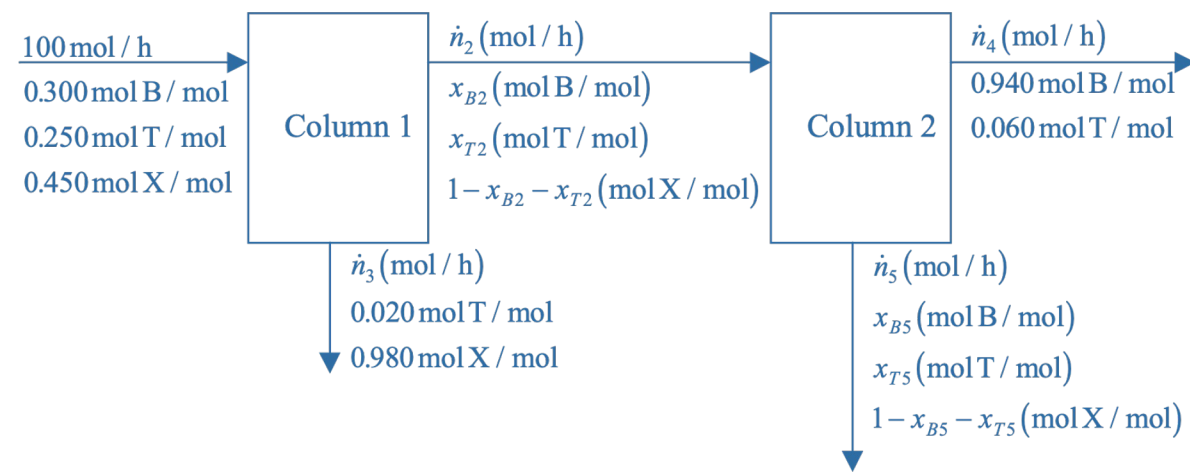 100 mol / h
0.300 mol B / mol
0.250 mol T / mol
0.450 mol X / mol
Column 1
ṅ₂ (mol / h)
x_B2 (mol B / mol)
x_T2 (mol T / mol)
1 − x_B2 − x_T2 (mol X / mol)
ṅ₃ (mol / h)
0.020 mol T / mol
0.980 mol X / mol
Column 2
ṅ₄ (mol / h)
0.940 mol B / mol
0.060 mol T / mol
ṅ₅ (mol / h)
x_B5 (mol B / mol)
x_T5 (mol T / mol)
1 − x_B5 − x_T5 (mol X / mol)